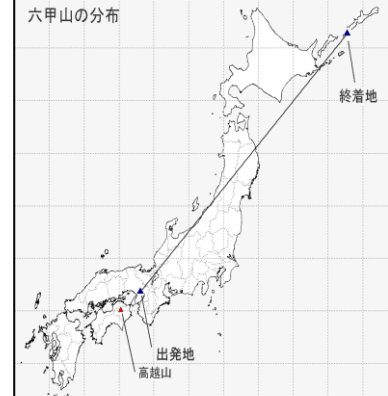 六甲山の分布
終着地
出発地
高越山